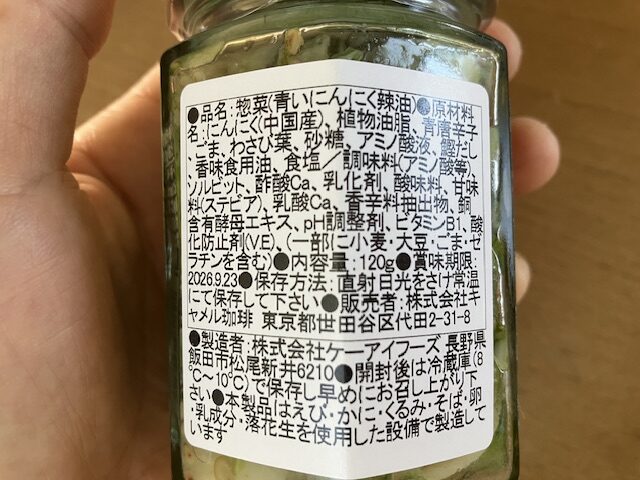 ●品名:惣菜(青いにんにく辣油)●原材料
名:にんにく(中国産)、植物油脂、青唐辛子
、ごま、わさび葉、砂糖、アミノ酸液、鰹だし、
香味食用油、食塩/調味料(アミノ酸等)、
ソルビット、酢酸Ca、乳化剤、酸味料、甘味
料(ステビア)、乳酸Ca、香辛料抽出物、銅
含有酵母エキス、pH調整剤、ビタミンB1、酸
化防止剤(V.E)、(一部に小麦・大豆・ごま・ゼ
ラチンを含む)●内容量:120g●賞味期限:
2026.9.23●保存方法:直射日光をさけ常温
にて保存して下さい●販売者:株式会社キ
ャメル珈琲 東京都世田谷区代田2-31-8
●製造者:株式会社ケーアイフーズ 長野県
飯田市松尾新井6210●開封後は冷蔵庫(8
℃~10℃)で保存し早めにお召し上がり下
さい●本製品はえび・かに・くるみ・そば・卵
・乳成分・落花生を使用した設備で製造して
います